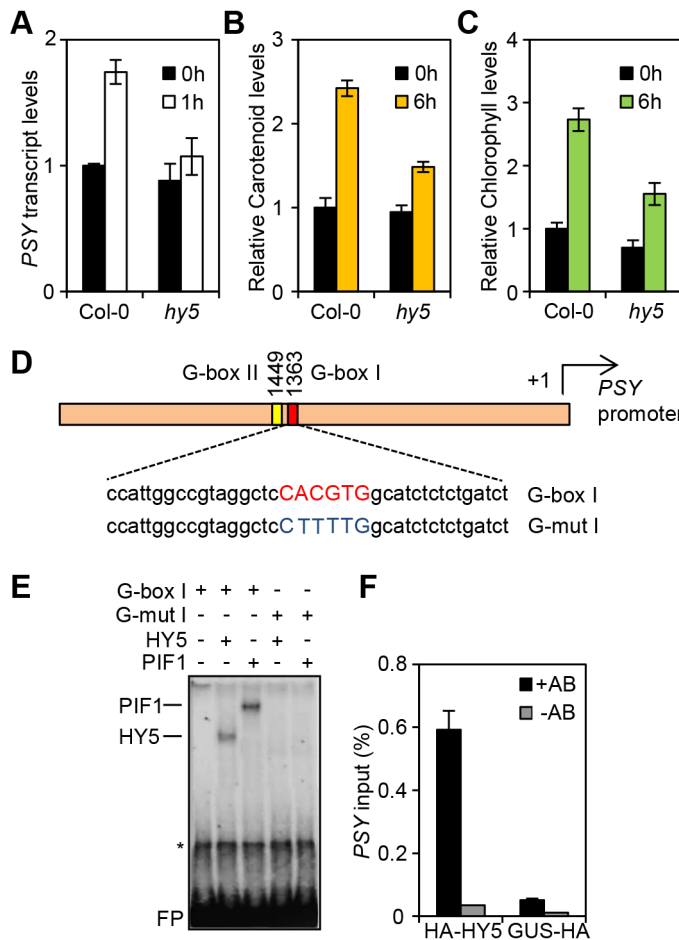 A
PSY transcript levels
2
1
0
0h
1h
Col-0
hy5
B
Relative Carotenoid levels
3
2
1
0
0h
6h
Col-0
hy5
C
Relative Chlorophyll levels
4
3
2
1
0
0h
6h
Col-0
hy5
D
G-box II
1449
1363
G-box I
+1
PSY
promoter
ccattggccgtaggctcCACGTGgcatctctctgatct G-box I
ccattggccgtaggctcCTTTTGgcatctctctgatct G-mut I
E
G-box I + + + - -
G-mut I - - - + +
HY5 - + - + -
PIF1 - - + - +
PIF1
HY5
*
FP
F
PSY input (%)
0.8
0.6
0.4
0.2
0
+AB
-AB
HA-HY5
GUS-HA